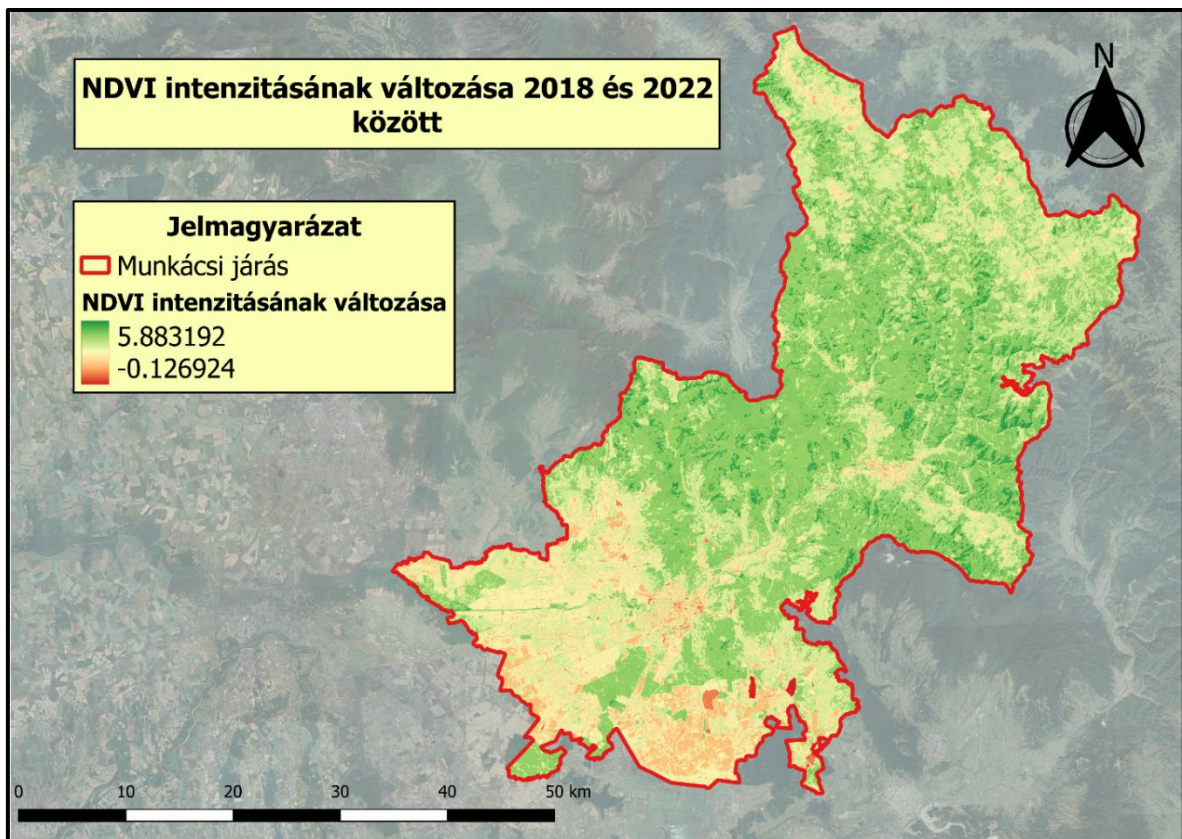 NDVI intenzitásának változása 2018 és 2022
között
N
Jelmagyarázat
Munkácsi járás
NDVI intenzitásának változása
5.883192
-0.126924
0 10 20 30 40 50 km